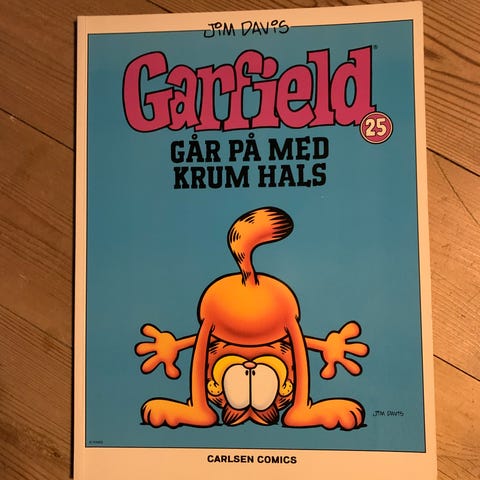 JIM DAVIS
Garfield®
25
GÅR PÅ MED
KRUM HALS
JIM DAVIS
CARLSEN COMICS